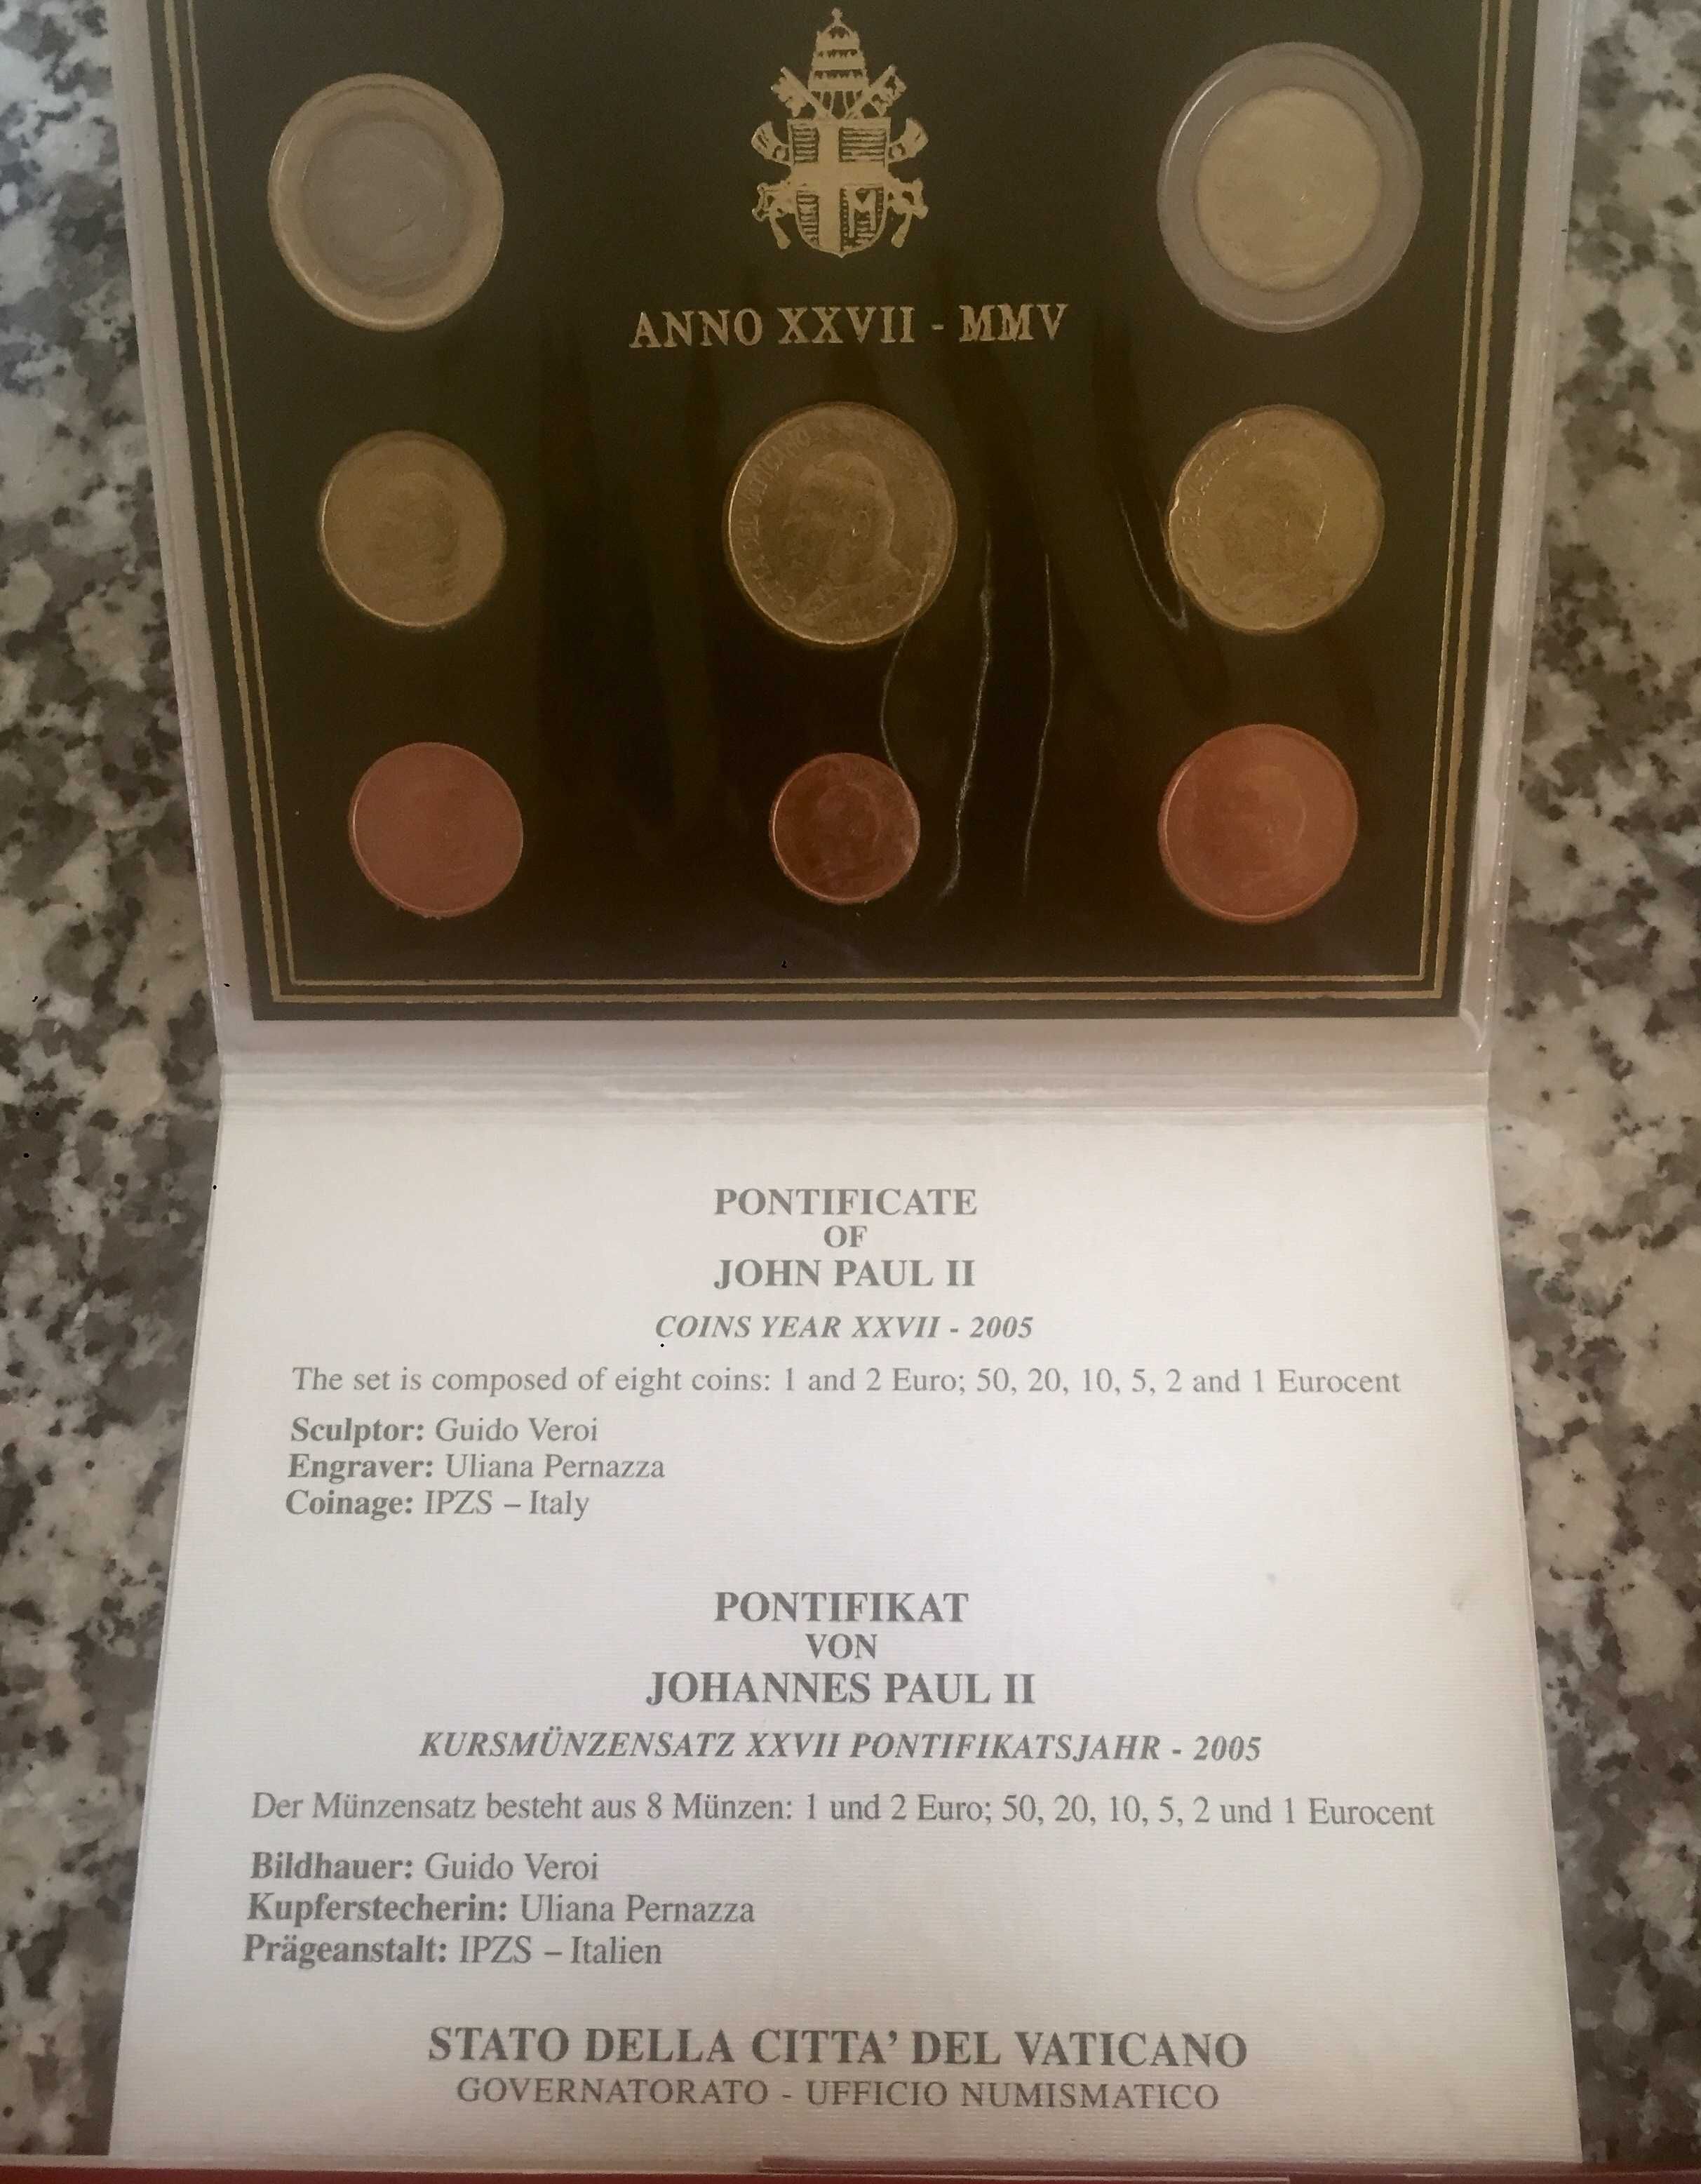 ANNO XXVII - MMV
PONTIFICATE
OF
JOHN PAUL II
COINS YEAR XXVII - 2005
The set is composed of eight coins: 1 and 2 Euro; 50, 20, 10, 5, 2 and 1 Eurocent
Sculptor: Guido Veroi
Engraver: Uliana Pernazza
Coinage: IPZS – Italy
PONTIFIKAT
VON
JOHANNES PAUL II
KURSMÜNZENSATZ XXVII PONTIFIKATSJAHR - 2005
Der Münzensatz besteht aus 8 Münzen: 1 und 2 Euro; 50, 20, 10, 5, 2 und 1 Eurocent
Bildhauer: Guido Veroi
Kupferstecherin: Uliana Pernazza
Prägeanstalt: IPZS – Italien
STATO DELLA CITTA’ DEL VATICANO
GOVERNATORATO - UFFICIO NUMISMATICO